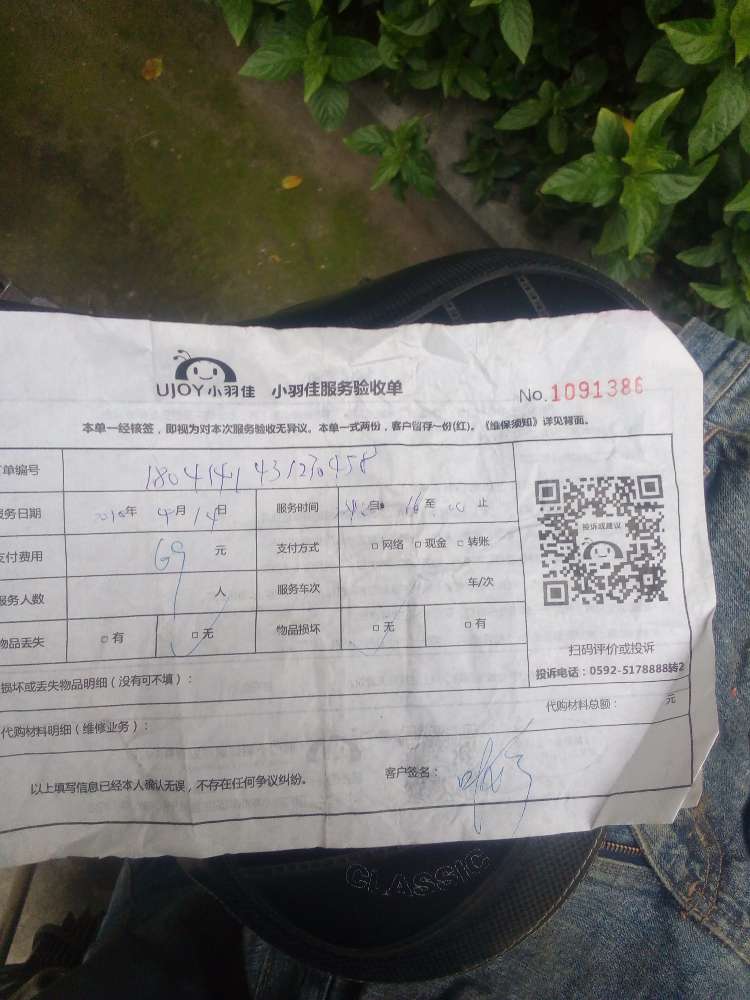 UJOY小羽佳 小羽佳服务验收单 No.1091386
本单一经核签，即视为对本次服务验收无异议。本单一式两份，客户留存一份(红)。《维保须知》详见背面。
单编号 18041414 3123
务日期 年 4月 14日 服务时间 自 16至 00 止
支付费用 69 元 支付方式 □网络 □现金 □转账
服务人数 人 服务车次 车/次
物品丢失 □有 □无 物品损坏 □无 □有
投诉或建议
扫码评价或投诉
投诉电话：0592-5178888转2
损坏或丢失物品明细（没有可不填）：
代购材料明细（维修业务）： 代购材料总额： 元
以上填写信息已经本人确认无误，不存在任何争议纠纷。 客户签名：
CLASSIC